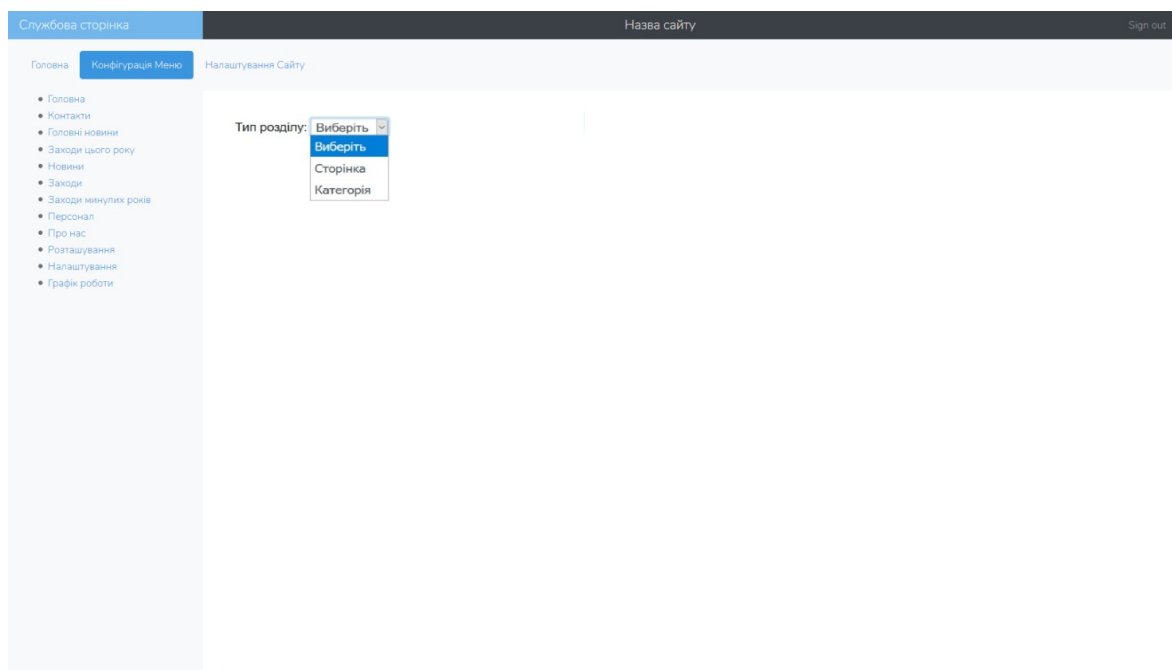 Службова сторінка
Назва сайту
Sign out
Головна
Конфігурація Меню
Налаштування Сайту
Головна
Контакти
Головні новини
Заходи цього року
Новини
Заходи
Заходи минулих років
Персонал
Про нас
Розташування
Налаштування
Графік роботи
Тип розділу: Виберіть
Виберіть
Сторінка
Категорія